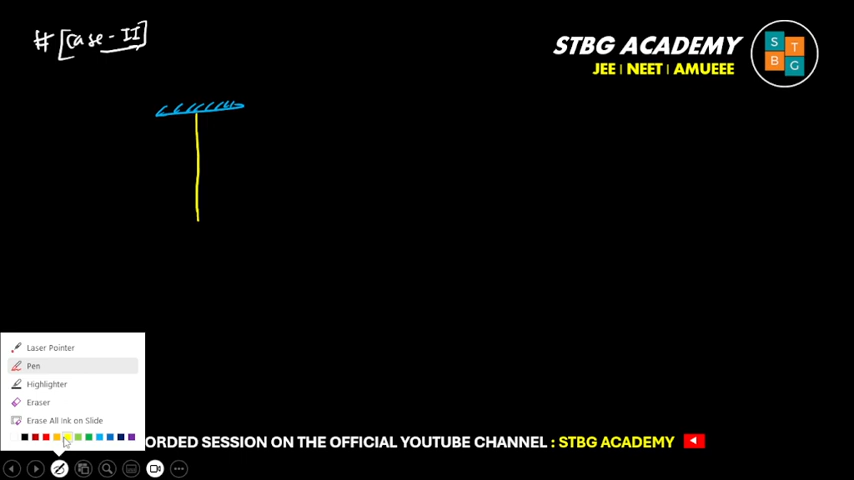 # [Case-II]
STBG ACADEMY
JEE | NEET | AMUEEE
S T
B G
Laser Pointer
Pen
Highlighter
Eraser
Erase All Ink on Slide
ORDED SESSION ON THE OFFICIAL YOUTUBE CHANNEL : STBG ACADEMY